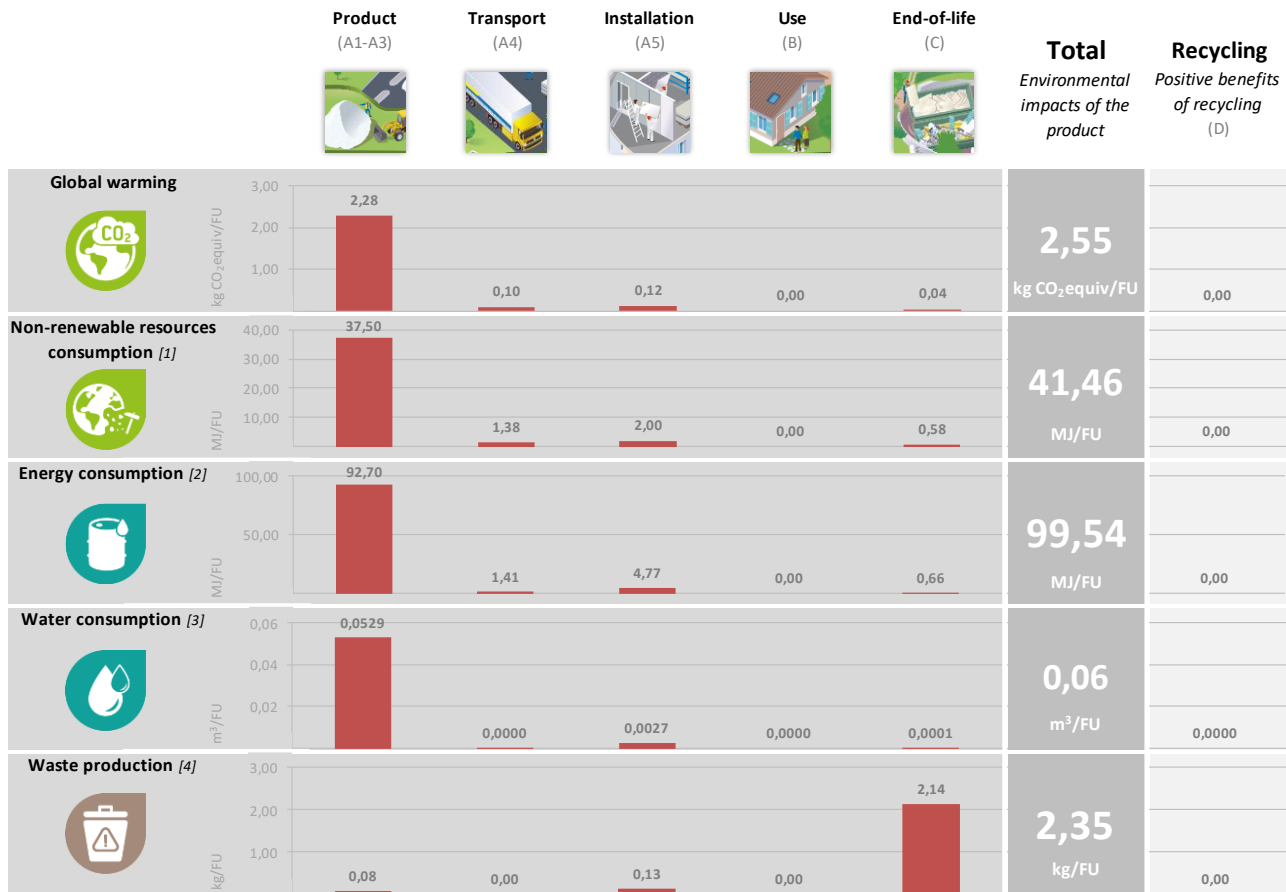 Product
(A1-A3)
Transport
(A4)
Installation
(A5)
Use
(B)
End-of-life
(C)
Total
Environmental
impacts of the
product
Recycling
Positive benefits
of recycling
(D)
Global warming
CO₂
kg CO₂equiv/FU
3,00
2,00
1,00
2,28
0,10
0,12
0,00
0,04
2,55
kg CO₂equiv/FU
0,00
Non-renewable resources
consumption [1]
MJ/FU
40,00
30,00
20,00
10,00
37,50
1,38
2,00
0,00
0,58
41,46
MJ/FU
0,00
Energy consumption [2]
MJ/FU
100,00
50,00
92,70
1,41
4,77
0,00
0,66
99,54
MJ/FU
0,00
Water consumption [3]
m³/FU
0,06
0,04
0,02
0,0529
0,0000
0,0027
0,0000
0,0001
0,06
m³/FU
0,0000
Waste production [4]
kg/FU
3,00
2,00
1,00
0,08
0,00
0,13
0,00
2,14
2,35
kg/FU
0,00